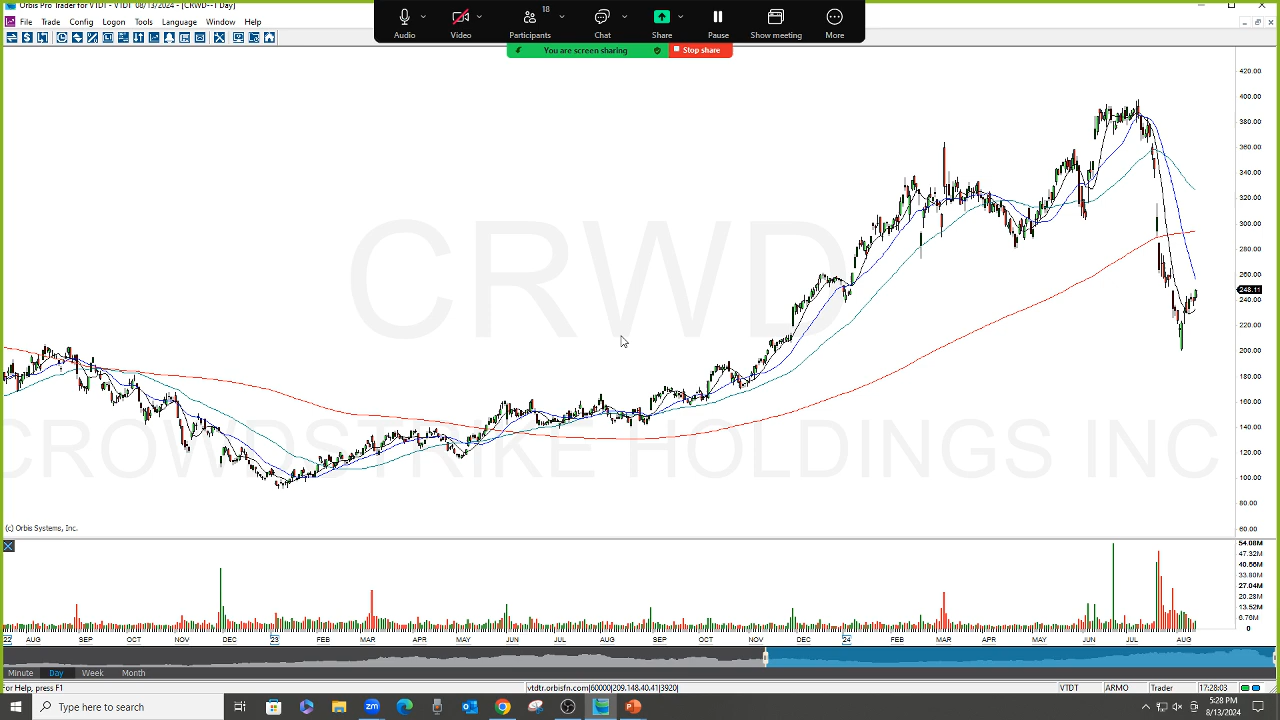 Orbis Pro Trader for VTDT - VTDT 08/13/2024 - [CRWD--1 Day]
File Trade Config Logon Tools Language Window Help
18
Audio Video Participants Chat Share Pause Show meeting More
You are screen sharing Stop share
CRWD
CROWDSTRIKE HOLDINGS INC
420.00
400.00
380.00
360.00
340.00
320.00
300.00
280.00
260.00
248.11
240.00
220.00
200.00
180.00
160.00
140.00
120.00
100.00
80.00
60.00
(c) Orbis Systems, Inc.
54.08M
47.32M
40.56M
33.80M
27.04M
20.28M
13.52M
6.76M
0
22 AUG SEP OCT NOV DEC 23 FEB MAR APR MAY JUN JUL AUG SEP OCT NOV DEC 24 FEB MAR APR MAY JUN JUL AUG
Minute Day Week Month
or Help, press F1 vtdtr.orbisfn.com|60000|209.148.40.41|3920| VTDT ARMO Trader 17:28:03
Type here to search
zm
5:28 PM
8/13/2024